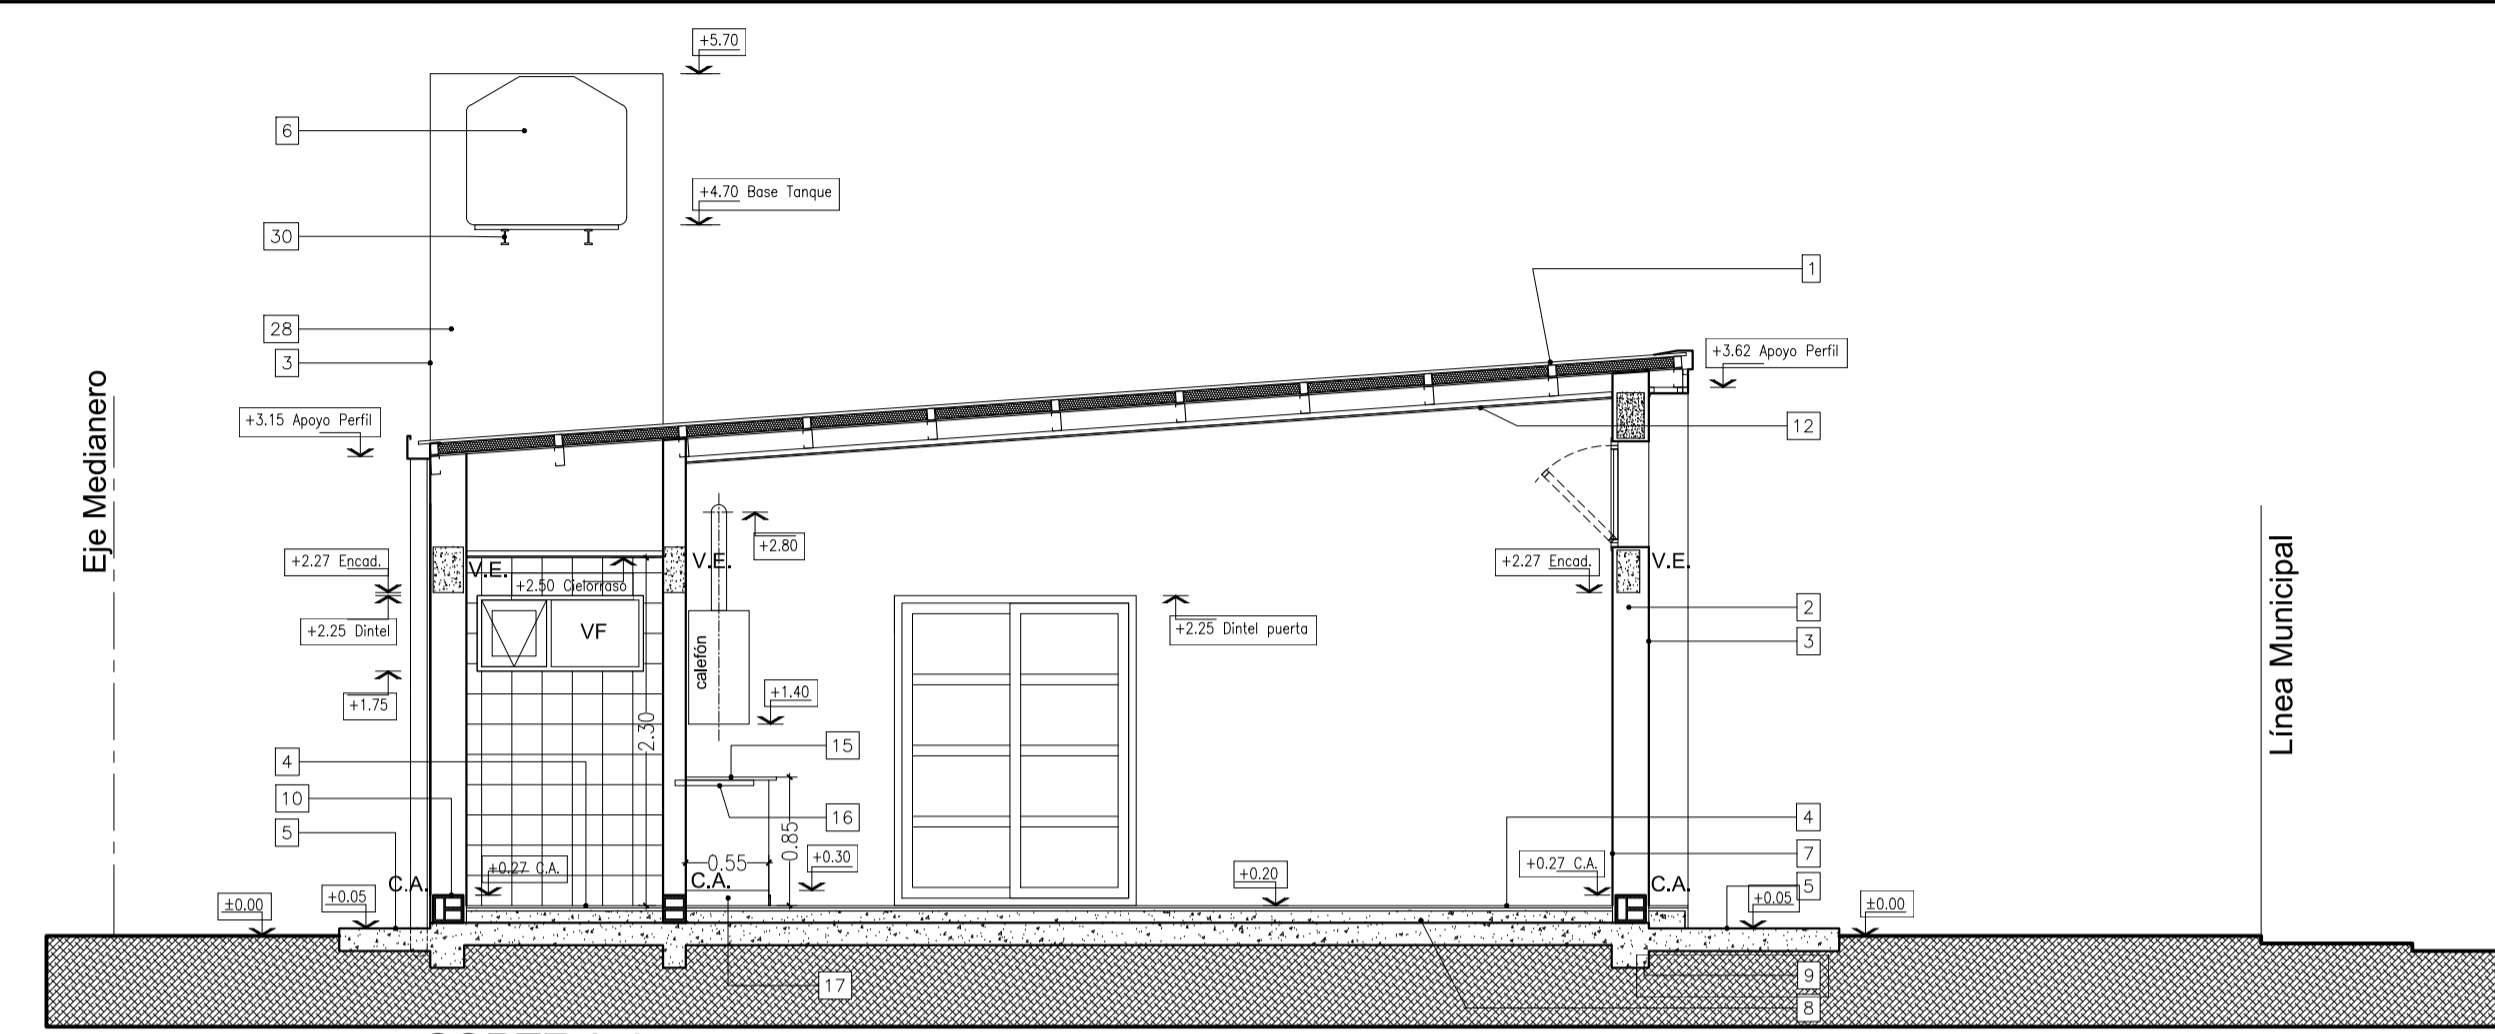 +5.70
6
+4.70 Base Tanque
30
1
28
3
+3.62 Apoyo Perfil
Eje Medianero
+3.15 Apoyo Perfil
12
+2.80
+2.27 Encad.
V.E.
V.E.
+2.27 Encad.
V.E.
+2.50 Cielorraso
2
+2.25 Dintel
VF
+2.25 Dintel puerta
3
calefón
Línea Municipal
+1.75
+1.40
2.30
15
4
10
16
4
5
0.85
0.55
+0.30
7
+0.27 C.A.
+0.27 C.A.
C.A.
C.A.
C.A.
+0.20
5
±0.00
+0.05
+0.05
±0.00
9
17
8